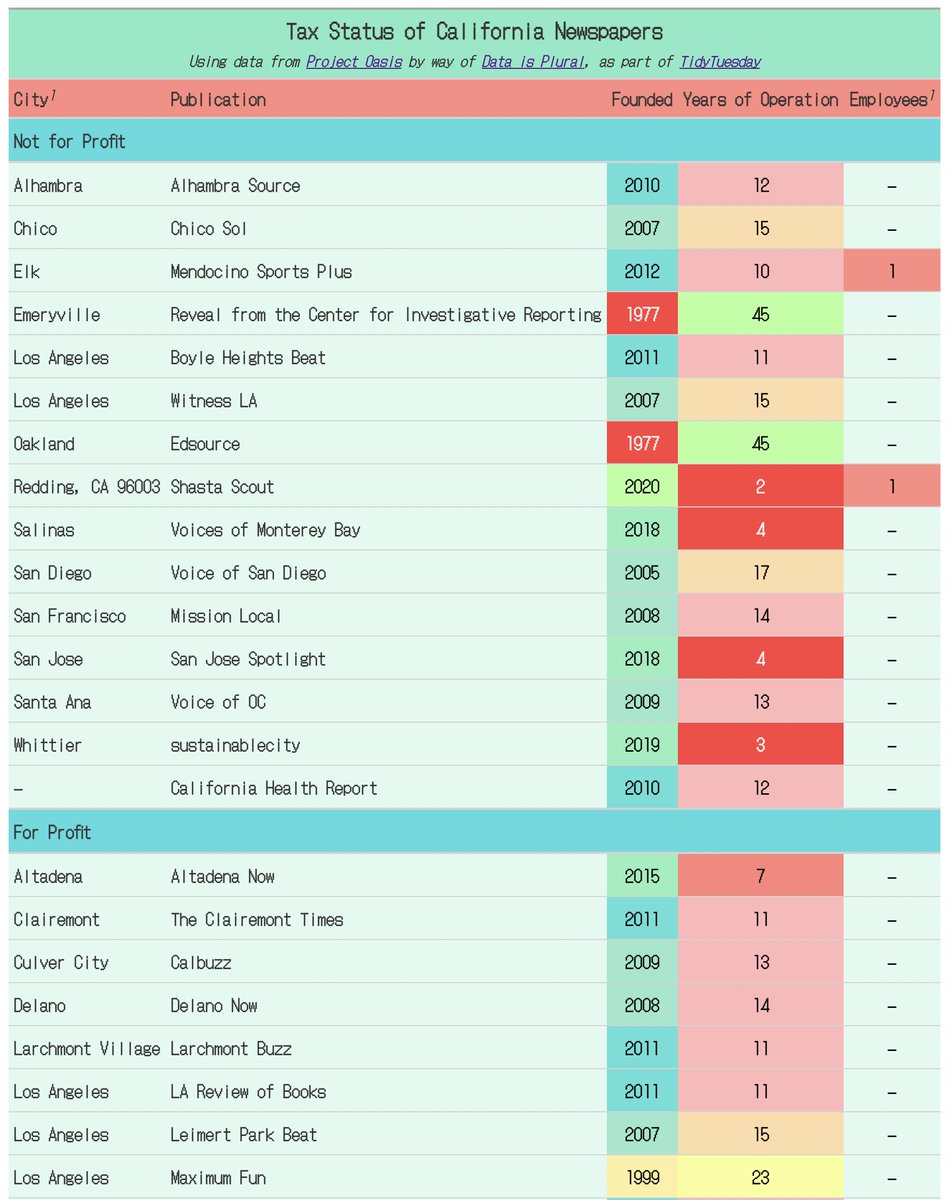 Tax Status of California Newspapers
Using data from Project Oasis by way of Data is Plural, as part of TidyTuesday
City1 Publication Founded Years of Operation Employees1
Not for Profit
Alhambra Alhambra Source 2010 12 –
Chico Chico Sol 2007 15 –
Elk Mendocino Sports Plus 2012 10 1
Emeryville Reveal from the Center for Investigative Reporting 1977 45 –
Los Angeles Boyle Heights Beat 2011 11 –
Los Angeles Witness LA 2007 15 –
Oakland Edsource 1977 45 –
Redding, CA 96003 Shasta Scout 2020 2 1
Salinas Voices of Monterey Bay 2018 4 –
San Diego Voice of San Diego 2005 17 –
San Francisco Mission Local 2008 14 –
San Jose San Jose Spotlight 2018 4 –
Santa Ana Voice of OC 2009 13 –
Whittier sustainablecity 2019 3 –
– California Health Report 2010 12 –
For Profit
Altadena Altadena Now 2015 7 –
Clairemont The Clairemont Times 2011 11 –
Culver City Calbuzz 2009 13 –
Delano Delano Now 2008 14 –
Larchmont Village Larchmont Buzz 2011 11 –
Los Angeles LA Review of Books 2011 11 –
Los Angeles Leimert Park Beat 2007 15 –
Los Angeles Maximum Fun 1999 23 –